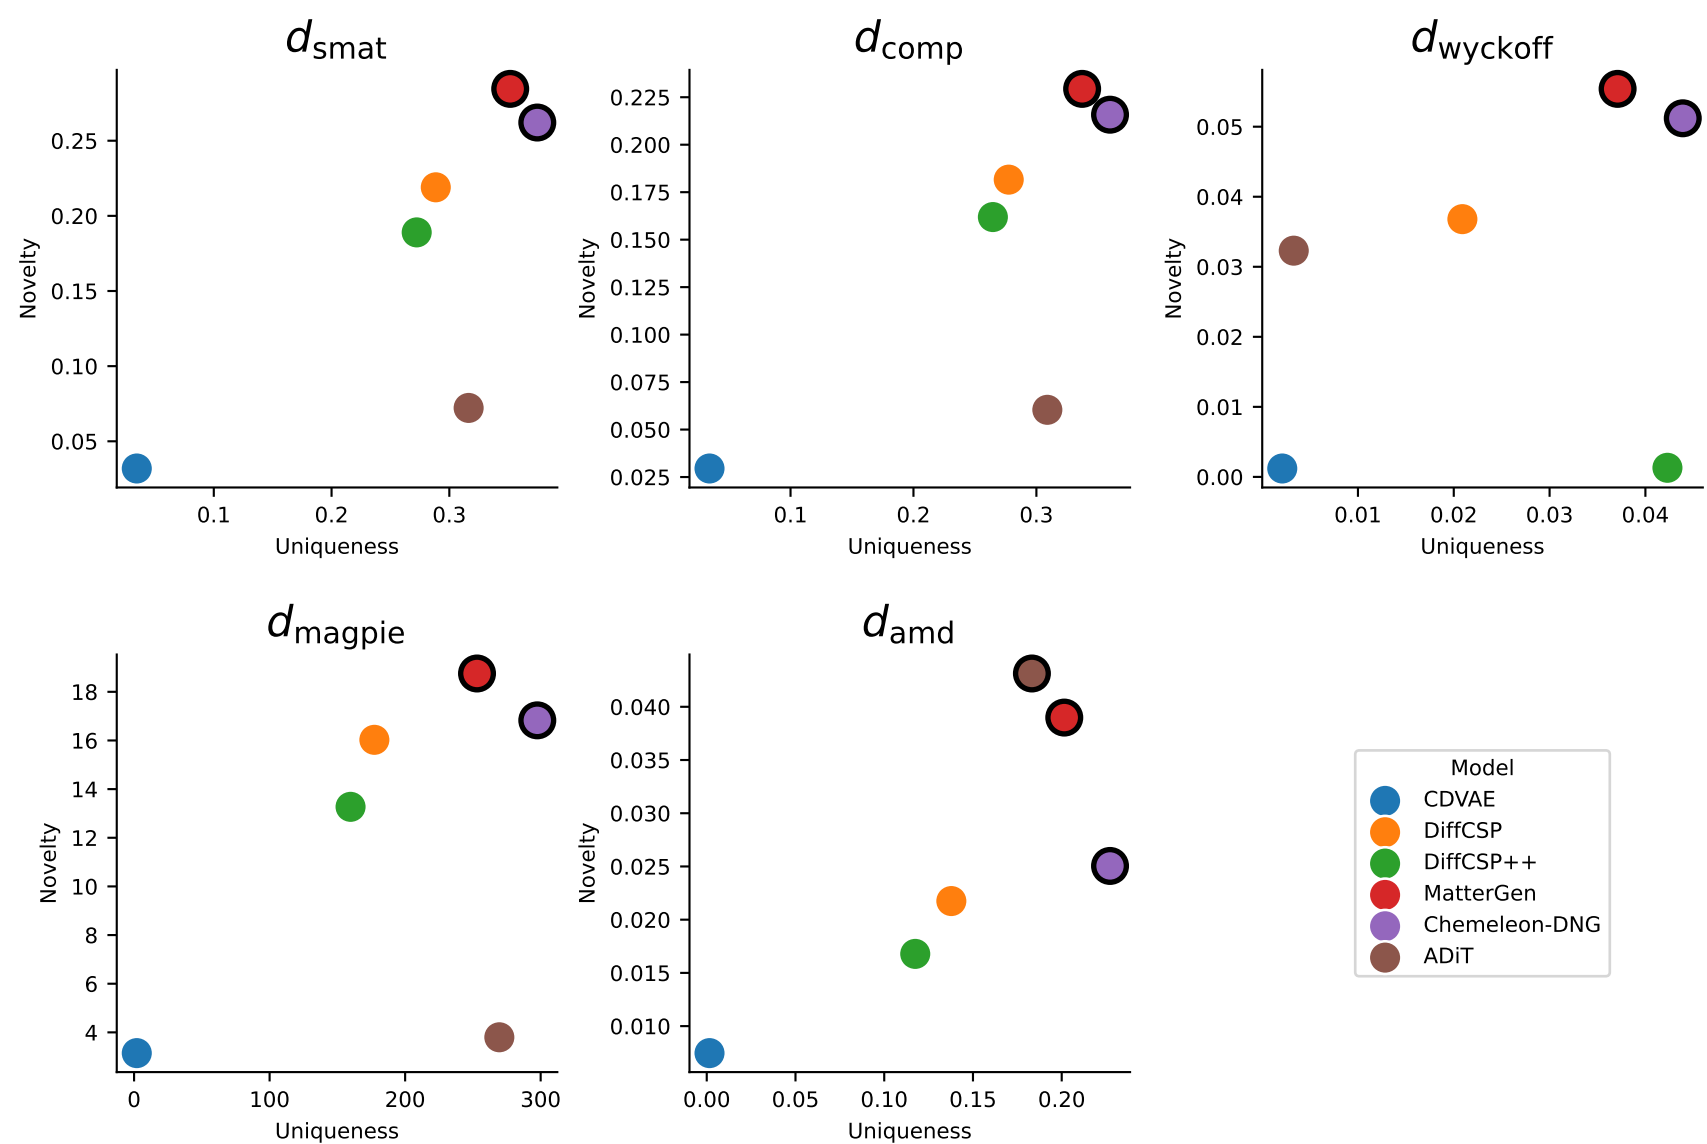 d_smat
0.25
0.20
0.15
0.10
0.05
Novelty
0.1 0.2 0.3
Uniqueness
d_comp
0.225
0.200
0.175
0.150
0.125
0.100
0.075
0.050
0.025
Novelty
0.1 0.2 0.3
Uniqueness
d_wyckoff
0.05
0.04
0.03
0.02
0.01
0.00
Novelty
0.01 0.02 0.03 0.04
Uniqueness
d_magpie
18
16
14
12
10
8
6
4
Novelty
0 100 200 300
Uniqueness
d_amd
0.040
0.035
0.030
0.025
0.020
0.015
0.010
Novelty
0.00 0.05 0.10 0.15 0.20
Uniqueness
Model
CDVAE
DiffCSP
DiffCSP++
MatterGen
Chemeleon-DNG
ADiT